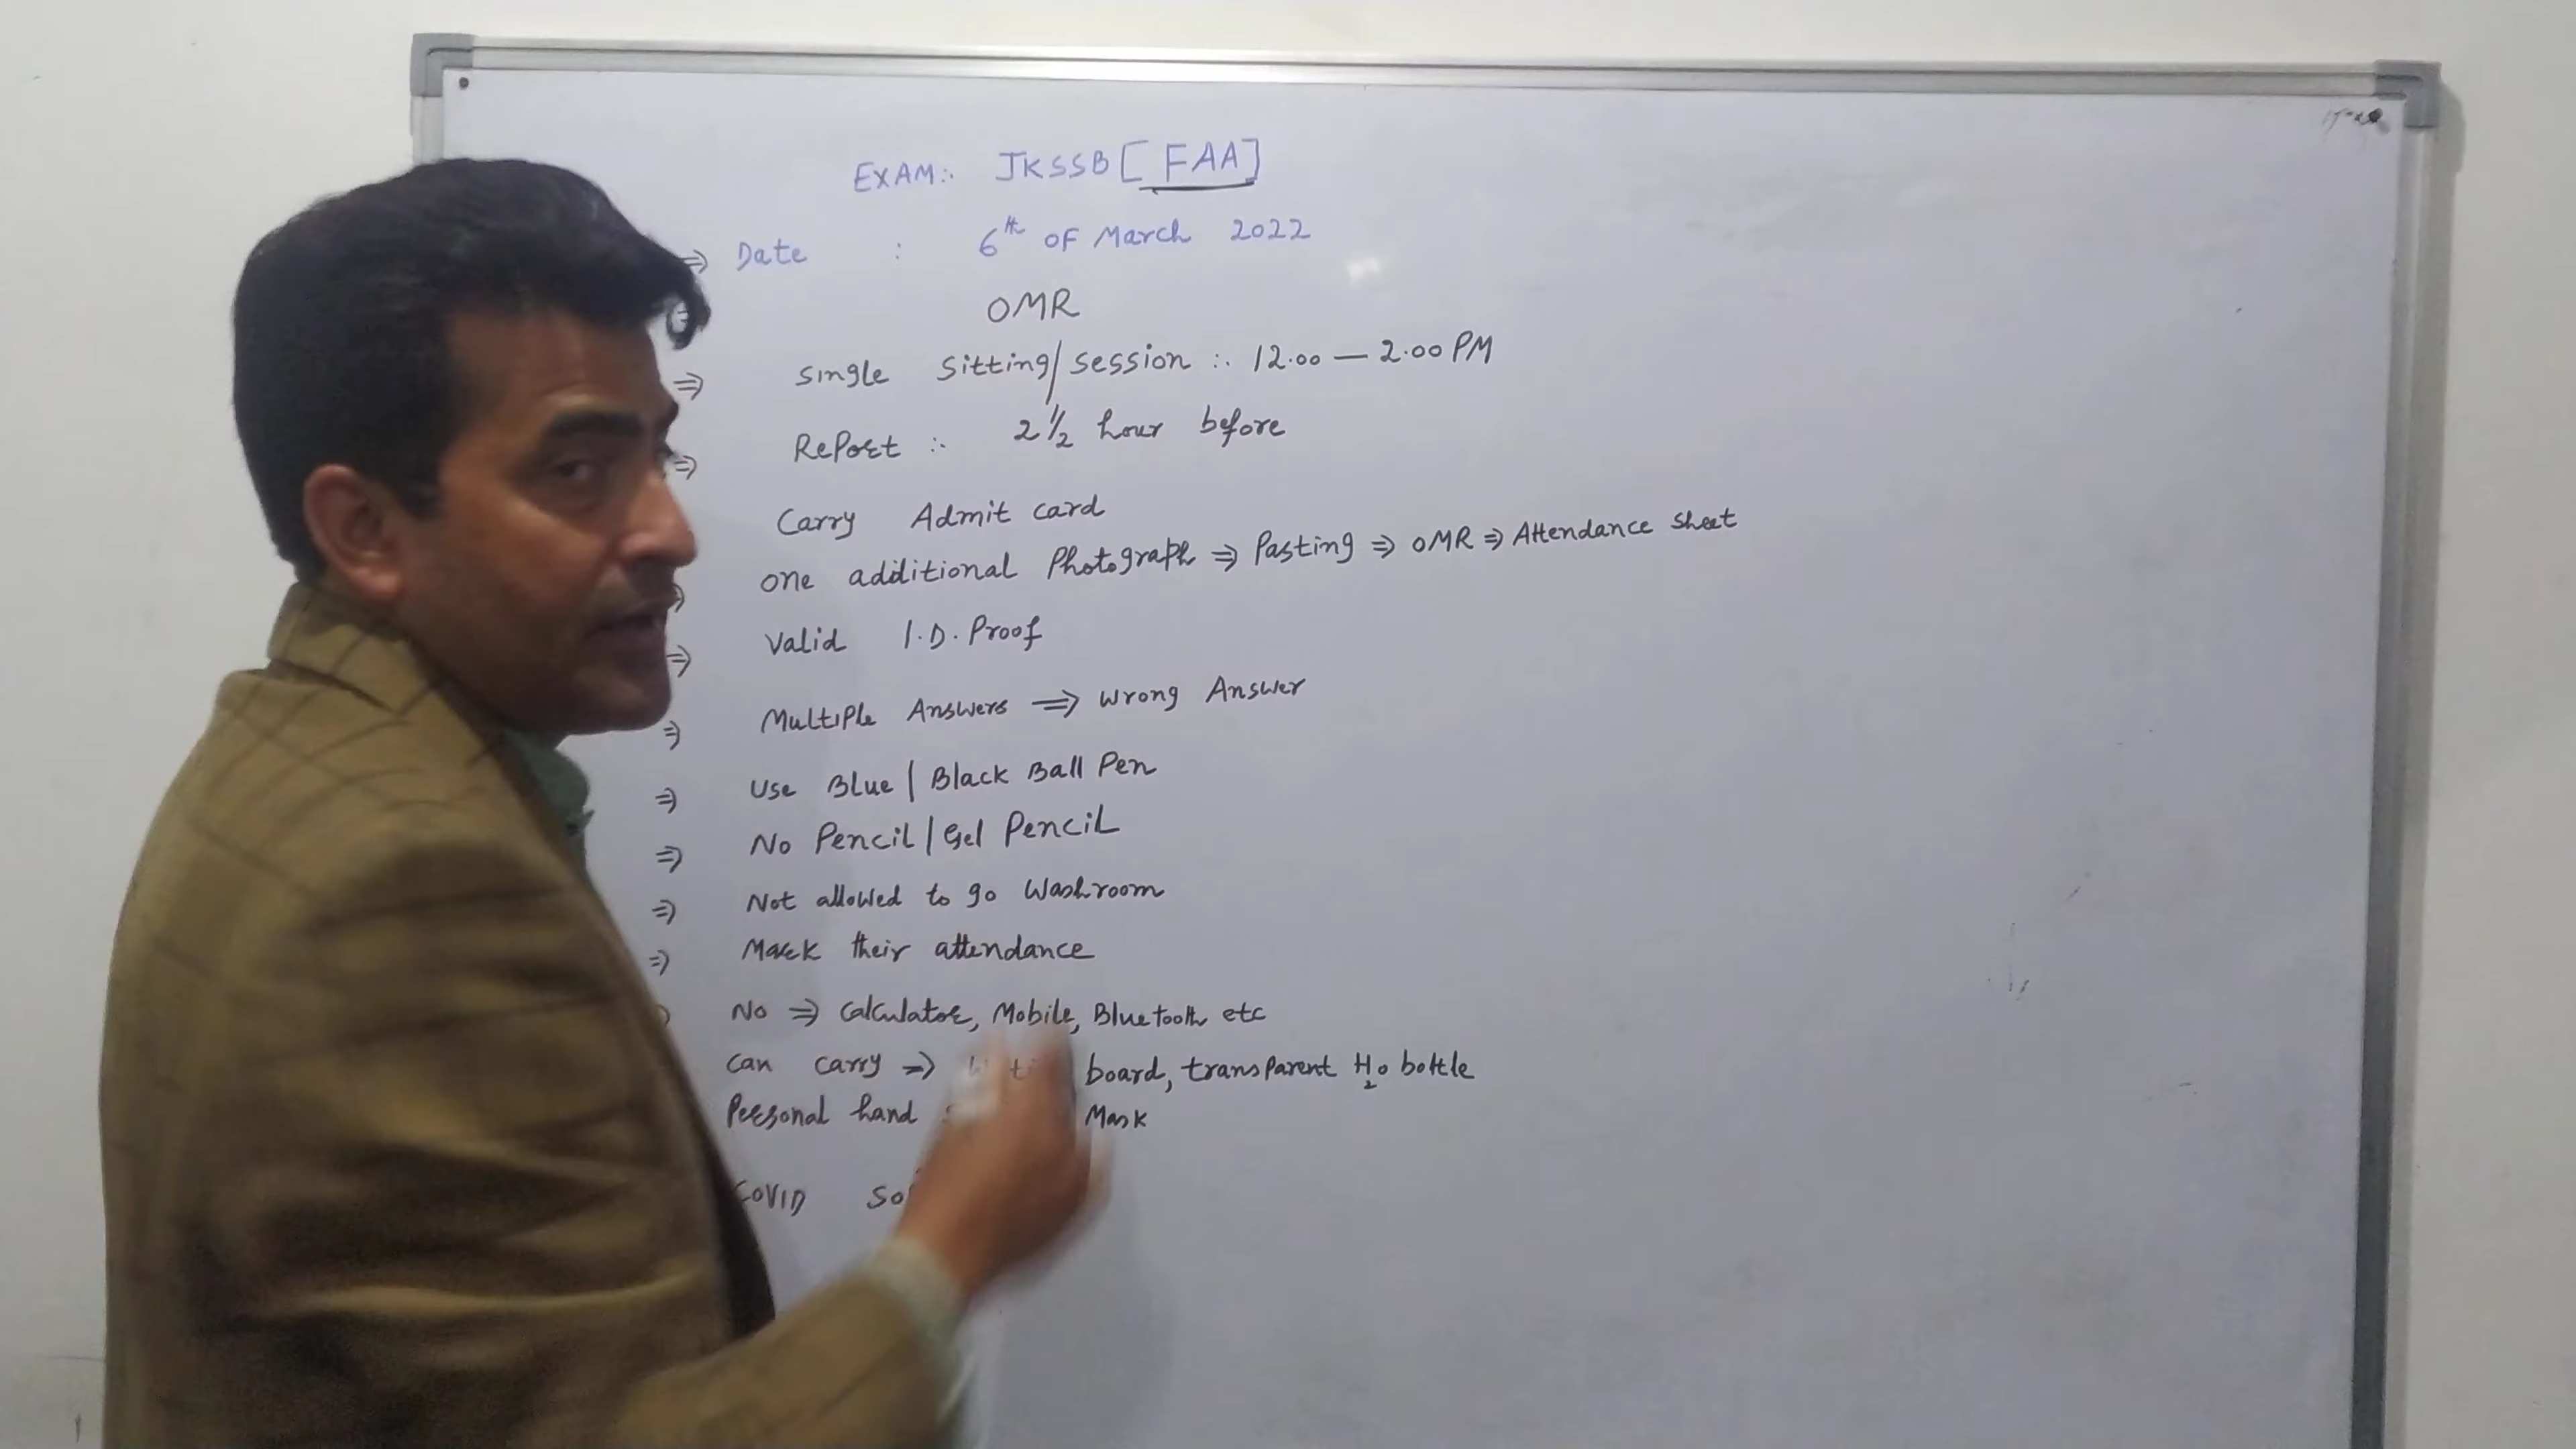 EXAM:. JKSSB [FAA]
⇒ Date : 6th OF March 2022
OMR
⇒ Single Sitting/session :. 12.00 — 2.00 PM
⇒ Report :. 2 1/2 hour before
Carry Admit card
one additional Photograph ⇒ Pasting ⇒ OMR ⇒ Attendance sheet
⇒ Valid I.D. Proof
⇒ Multiple Answers ⇒ Wrong Answer
⇒ Use Blue | Black Ball Pen
⇒ No Pencil | Gel Pencil
⇒ Not allowed to go Washroom
⇒ Mark their attendance
No ⇒ Calculator, Mobile, Bluetooth etc
Can carry ⇒ board, transparent H2O bottle
Personal hand Mask
COVID